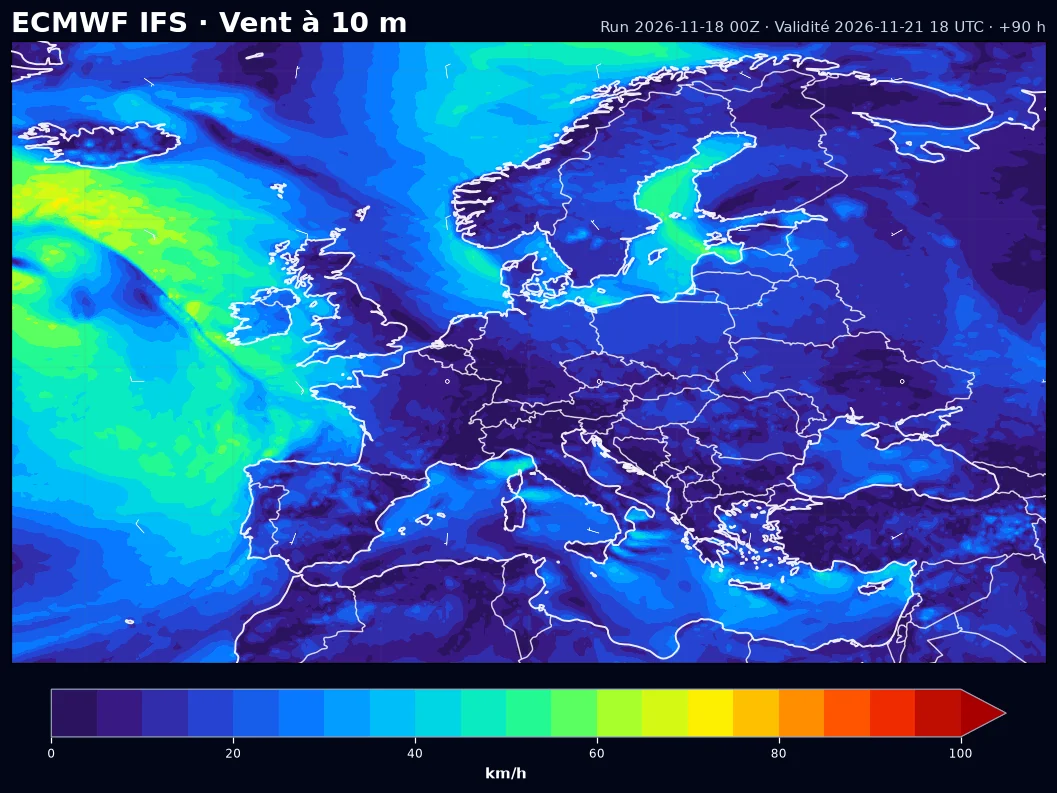 ECMWF IFS · Vent à 10 m
Run 2026-11-18 00Z · Validité 2026-11-21 18 UTC · +90 h
0 20 40 60 80 100
km/h